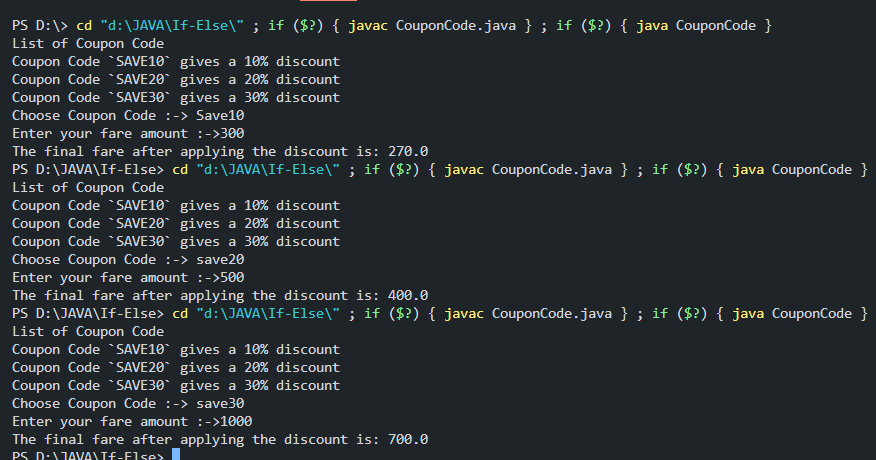 PS D:\> cd "d:\JAVA\If-Else\" ; if ($?) { javac CouponCode.java } ; if ($?) { java CouponCode }
List of Coupon Code
Coupon Code `SAVE10` gives a 10% discount
Coupon Code `SAVE20` gives a 20% discount
Coupon Code `SAVE30` gives a 30% discount
Choose Coupon Code :-> Save10
Enter your fare amount :->300
The final fare after applying the discount is: 270.0
PS D:\JAVA\If-Else> cd "d:\JAVA\If-Else\" ; if ($?) { javac CouponCode.java } ; if ($?) { java CouponCode }
List of Coupon Code
Coupon Code `SAVE10` gives a 10% discount
Coupon Code `SAVE20` gives a 20% discount
Coupon Code `SAVE30` gives a 30% discount
Choose Coupon Code :-> save20
Enter your fare amount :->500
The final fare after applying the discount is: 400.0
PS D:\JAVA\If-Else> cd "d:\JAVA\If-Else\" ; if ($?) { javac CouponCode.java } ; if ($?) { java CouponCode }
List of Coupon Code
Coupon Code `SAVE10` gives a 10% discount
Coupon Code `SAVE20` gives a 20% discount
Coupon Code `SAVE30` gives a 30% discount
Choose Coupon Code :-> save30
Enter your fare amount :->1000
The final fare after applying the discount is: 700.0
PS D:\JAVA\If-Else>